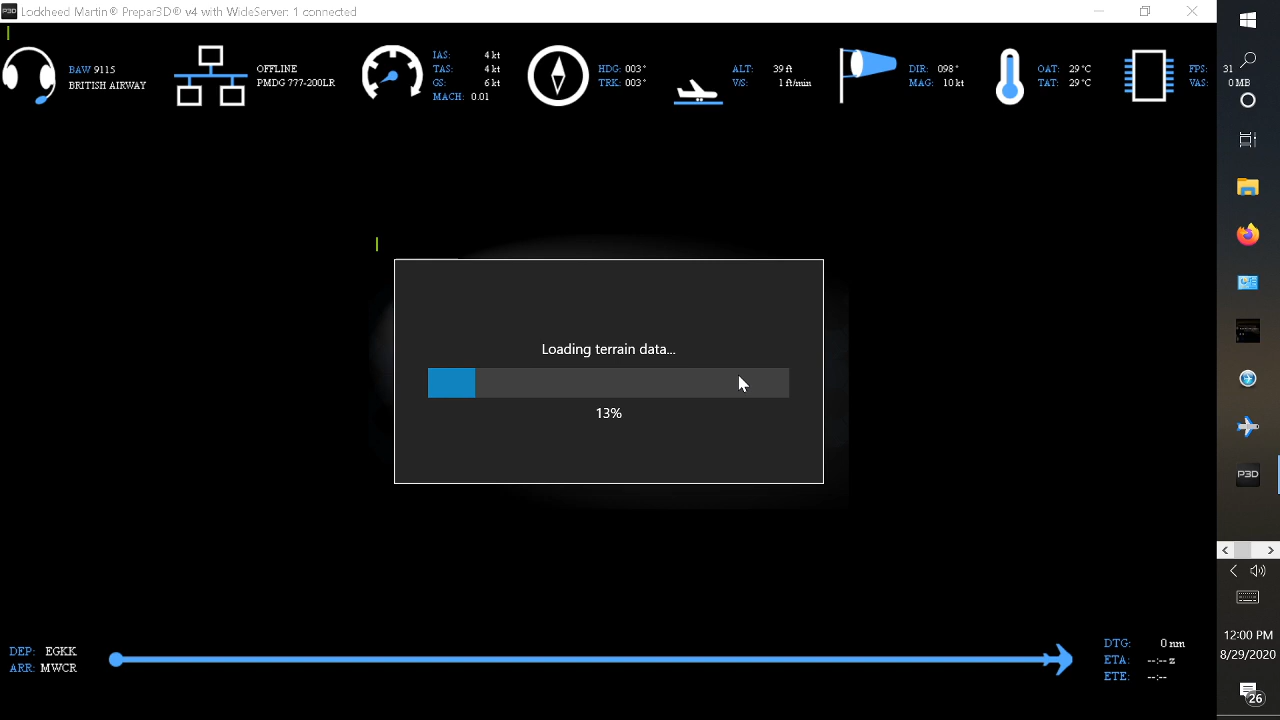 P3D Lockheed Martin® Prepar3D® v4 with WideServer: 1 connected
BAW 9115
BRITISH AIRWAY
OFFLINE
PMDG 777-200LR
IAS: 4 kt
TAS: 4 kt
GS: 6 kt
MACH: 0.01
HDG: 003°
TRK: 003°
ALT: 39 ft
V/S: 1 ft/min
DIR: 098°
MAG: 10 kt
OAT: 29 °C
TAT: 29 °C
FPS: 31
VAS: 0 MB
Loading terrain data...
13%
DEP: EGKK
ARR: MWCR
DTG: 0 nm
ETA: --:-- z
ETE: --:--
P3D
12:00 PM
8/29/2020
26